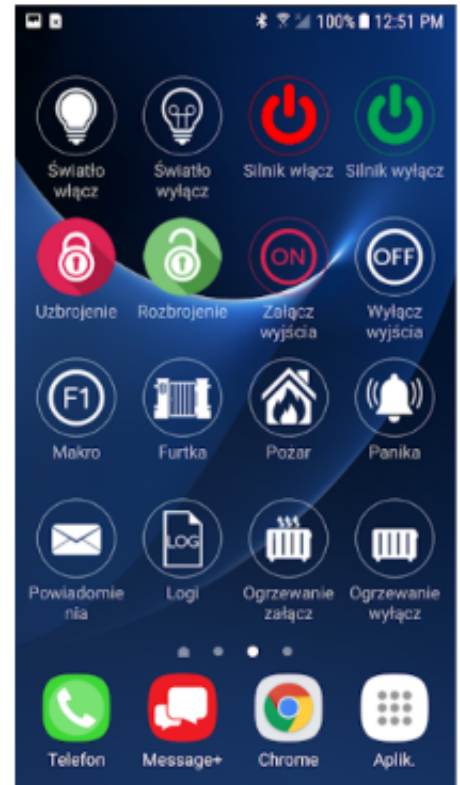 100% 12:51 PM
Światło włącz
Światło wyłącz
Silnik włącz
Silnik wyłącz
Uzbrojenie
Rozbrojenie
ON
Załącz wyjścia
OFF
Wyłącz wyjścia
F1
Makro
Furtka
Pożar
Panika
Powiadomie
nia
LOG
Logi
Ogrzewanie załącz
Ogrzewanie wyłącz
Telefon
Message+
Chrome
Aplik.